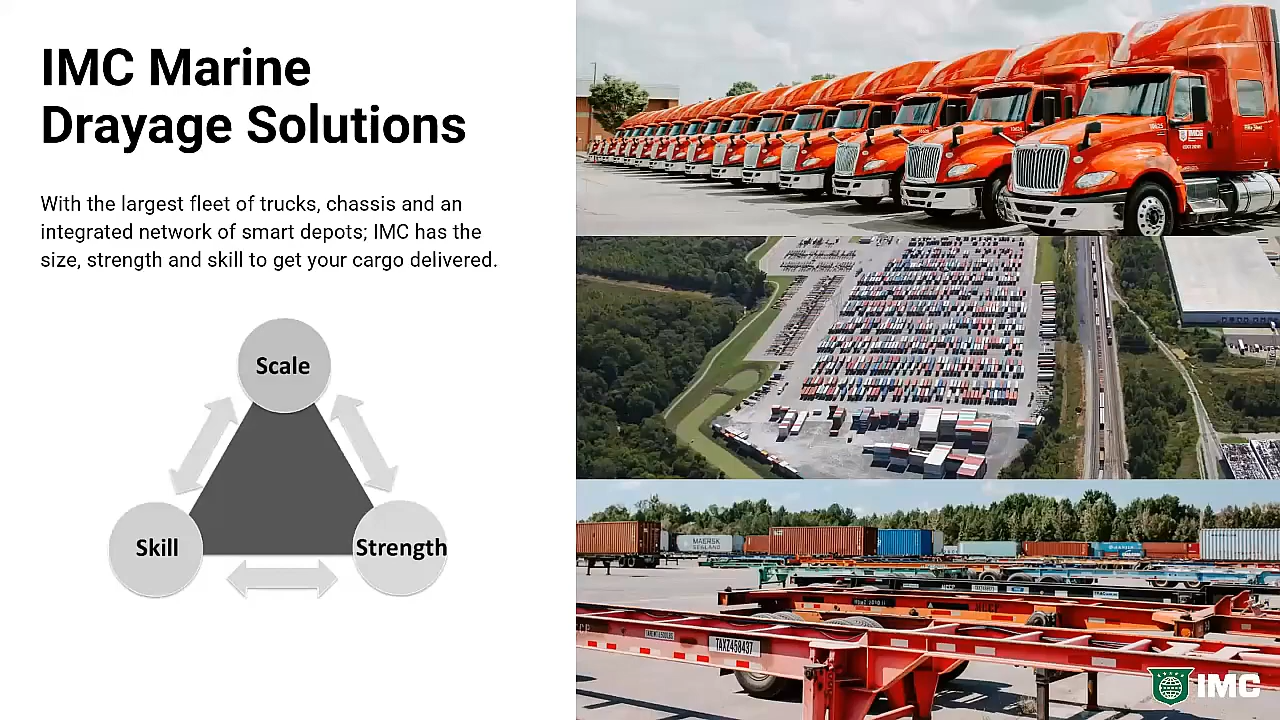 IMC Marine
Drayage Solutions
With the largest fleet of trucks, chassis and an
integrated network of smart depots; IMC has the
size, strength and skill to get your cargo delivered.
Scale
Skill
Strength
MAERSK
SEALAND
TAXZ458437
IMC